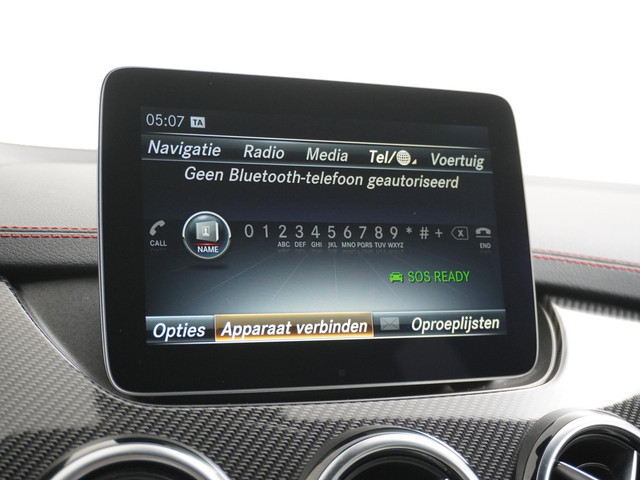 05:07 TA
Navigatie Radio Media Tel/ Voertuig
Geen Bluetooth-telefoon geautoriseerd
0 1 2 3 4 5 6 7 8 9 * # + X
CALL NAME ABC DEF GHI JKL MNO PQRS TUV WXYZ END
SOS READY
Opties Apparaat verbinden Oproeplijsten